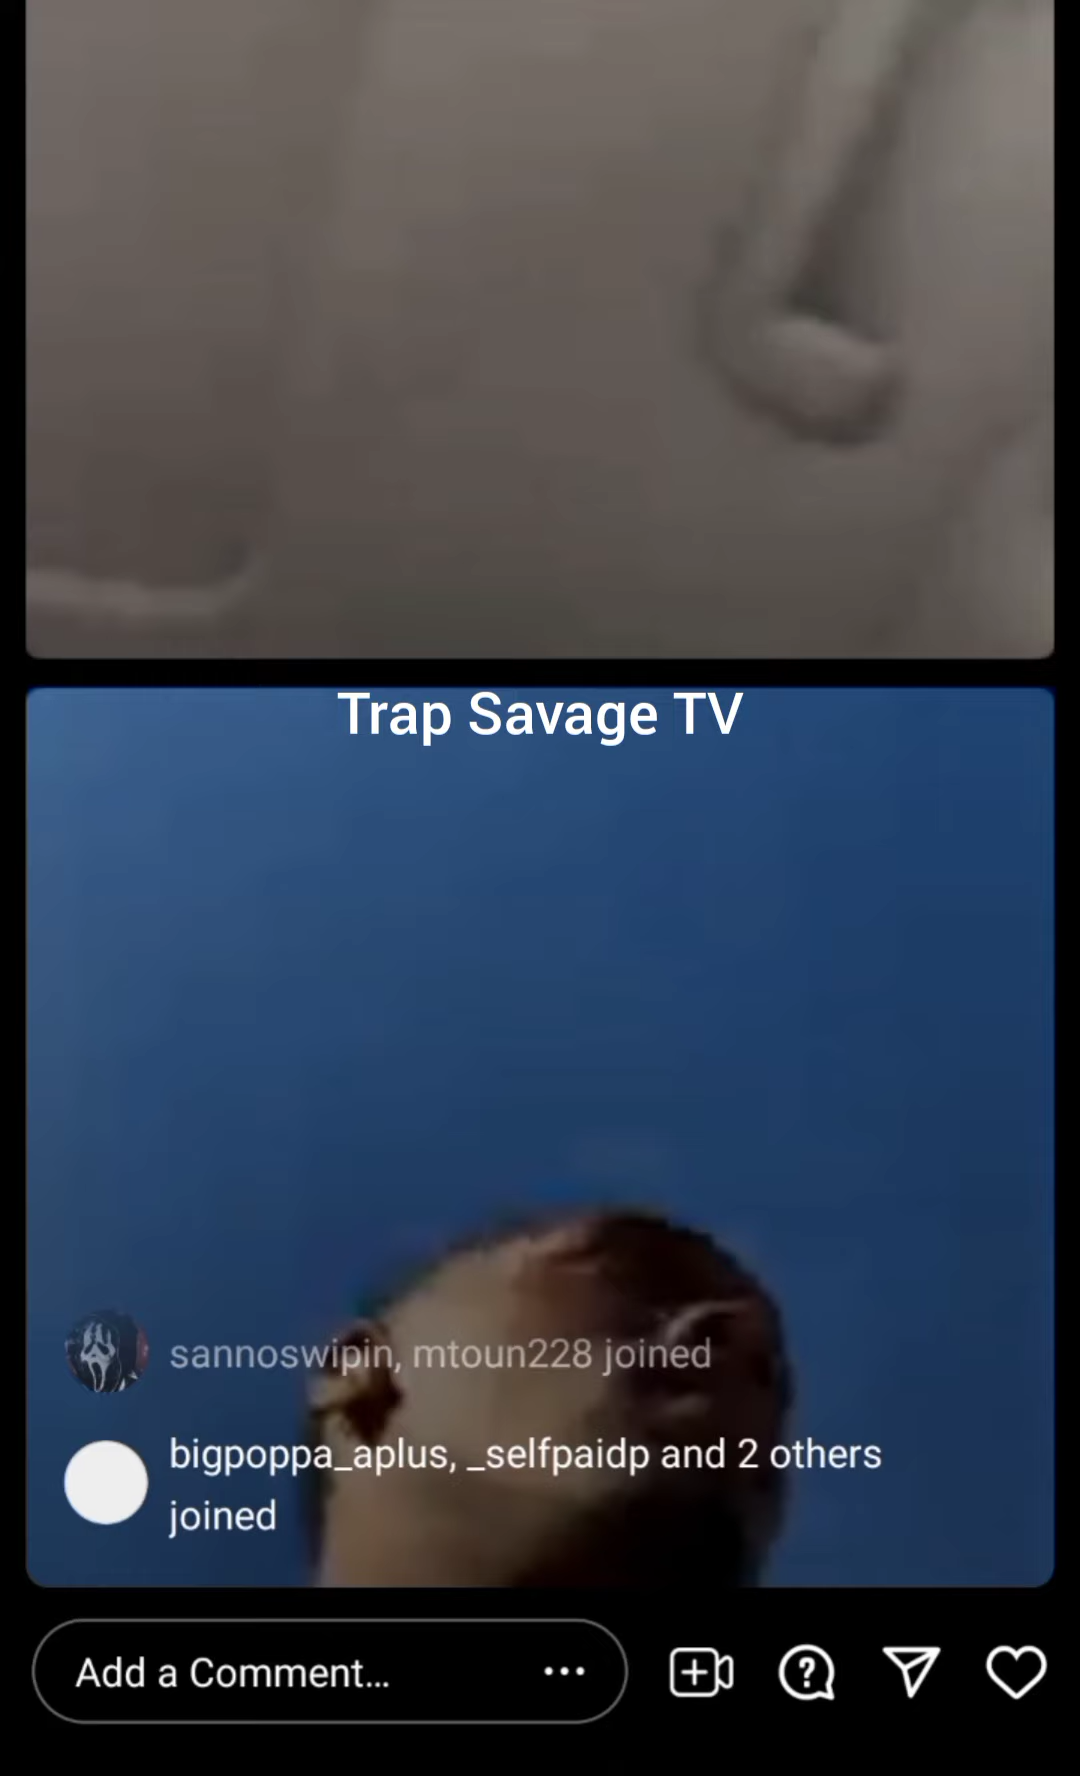 Trap Savage TV
sannoswipin, mtoun228 joined
bigpoppa_aplus, _selfpaidp and 2 others
joined
Add a Comment...